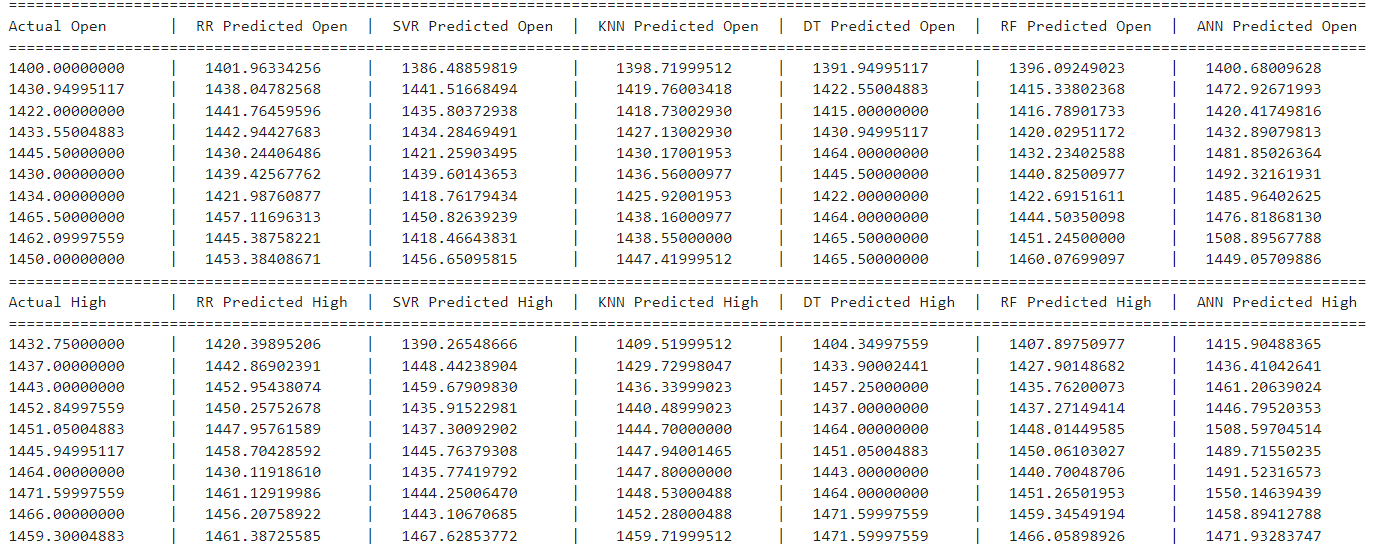 Actual Open | RR Predicted Open | SVR Predicted Open | KNN Predicted Open | DT Predicted Open | RF Predicted Open | ANN Predicted Open
1400.00000000 | 1401.96334256 | 1386.48859819 | 1398.71999512 | 1391.94995117 | 1396.09249023 | 1400.68009628
1430.94995117 | 1438.04782568 | 1441.51668494 | 1419.76003418 | 1422.55004883 | 1415.33802368 | 1472.92671993
1422.00000000 | 1441.76459596 | 1435.80372938 | 1418.73002930 | 1415.00000000 | 1416.78901733 | 1420.41749816
1433.55004883 | 1442.94427683 | 1434.28469491 | 1427.13002930 | 1430.94995117 | 1420.02951172 | 1432.89079813
1445.50000000 | 1430.24406486 | 1421.25903495 | 1430.17001953 | 1464.00000000 | 1432.23402588 | 1481.85026364
1430.00000000 | 1439.42567762 | 1439.60143653 | 1436.56000977 | 1445.50000000 | 1440.82500977 | 1492.32161931
1434.00000000 | 1421.98760877 | 1418.76179434 | 1425.92001953 | 1422.00000000 | 1422.69151611 | 1485.96402625
1465.50000000 | 1457.11696313 | 1450.82639239 | 1438.16000977 | 1464.00000000 | 1444.50350098 | 1476.81868130
1462.09997559 | 1445.38758221 | 1418.46643831 | 1438.55000000 | 1465.50000000 | 1451.24500000 | 1508.89567788
1450.00000000 | 1453.38408671 | 1456.65095815 | 1447.41999512 | 1465.50000000 | 1460.07699097 | 1449.05709886
Actual High | RR Predicted High | SVR Predicted High | KNN Predicted High | DT Predicted High | RF Predicted High | ANN Predicted High
1432.75000000 | 1420.39895206 | 1390.26548666 | 1409.51999512 | 1404.34997559 | 1407.89750977 | 1415.90488365
1437.00000000 | 1442.86902391 | 1448.44238904 | 1429.72998047 | 1433.90002441 | 1427.90148682 | 1436.41042641
1443.00000000 | 1452.95438074 | 1459.67909830 | 1436.33999023 | 1457.25000000 | 1435.76200073 | 1461.20639024
1452.84997559 | 1450.25752678 | 1435.91522981 | 1440.48999023 | 1437.00000000 | 1437.27149414 | 1446.79520353
1451.05004883 | 1447.95761589 | 1437.30092902 | 1444.70000000 | 1464.00000000 | 1448.01449585 | 1508.59704514
1445.94995117 | 1458.70428592 | 1445.76379308 | 1447.94001465 | 1451.05004883 | 1450.06103027 | 1489.71550235
1464.00000000 | 1430.11918610 | 1435.77419792 | 1447.80000000 | 1443.00000000 | 1440.70048706 | 1491.52316573
1471.59997559 | 1461.12919986 | 1444.25006470 | 1448.53000488 | 1464.00000000 | 1451.26501953 | 1550.14639439
1466.00000000 | 1456.20758922 | 1443.10670685 | 1452.28000488 | 1471.59997559 | 1459.34549194 | 1458.89412788
1459.30004883 | 1461.38725585 | 1467.62853772 | 1459.71999512 | 1471.59997559 | 1466.05898926 | 1471.93283747